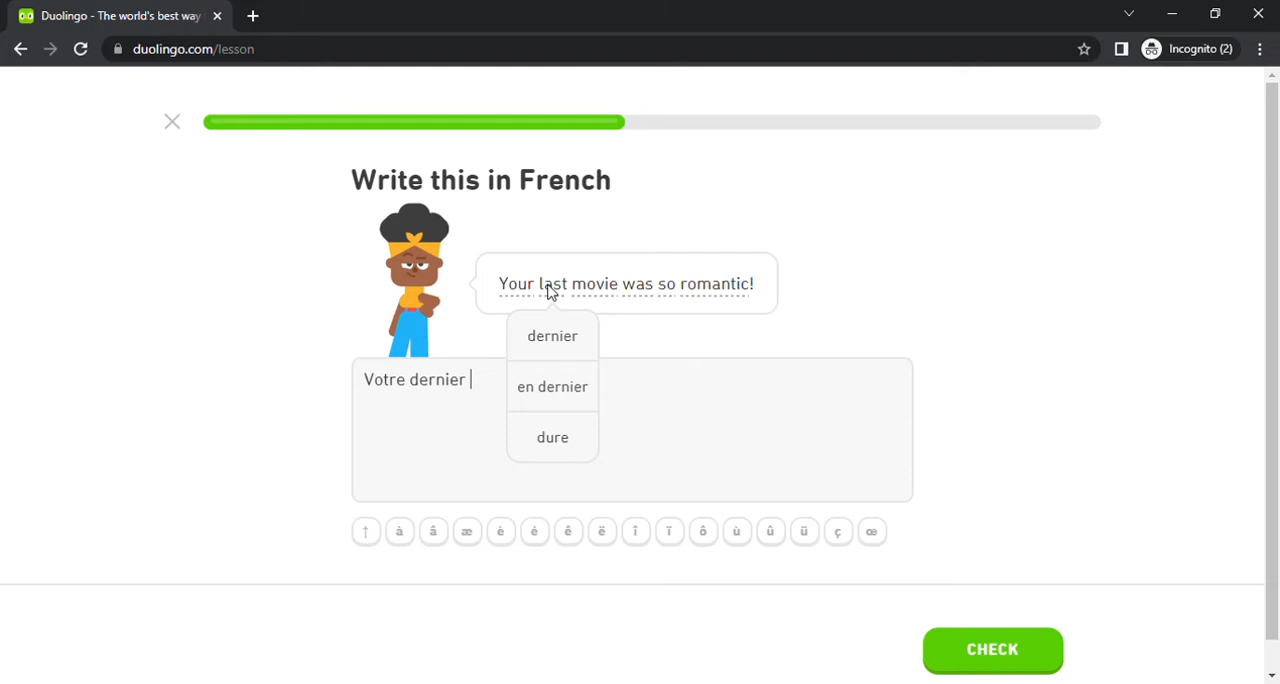 Duolingo - The world's best way
duolingo.com/lesson
Incognito (2)
Write this in French
Your last movie was so romantic!
dernier
en dernier
dure
Votre dernier
↑ à â æ è é ê ë î ï ô ù û ü ç œ
CHECK